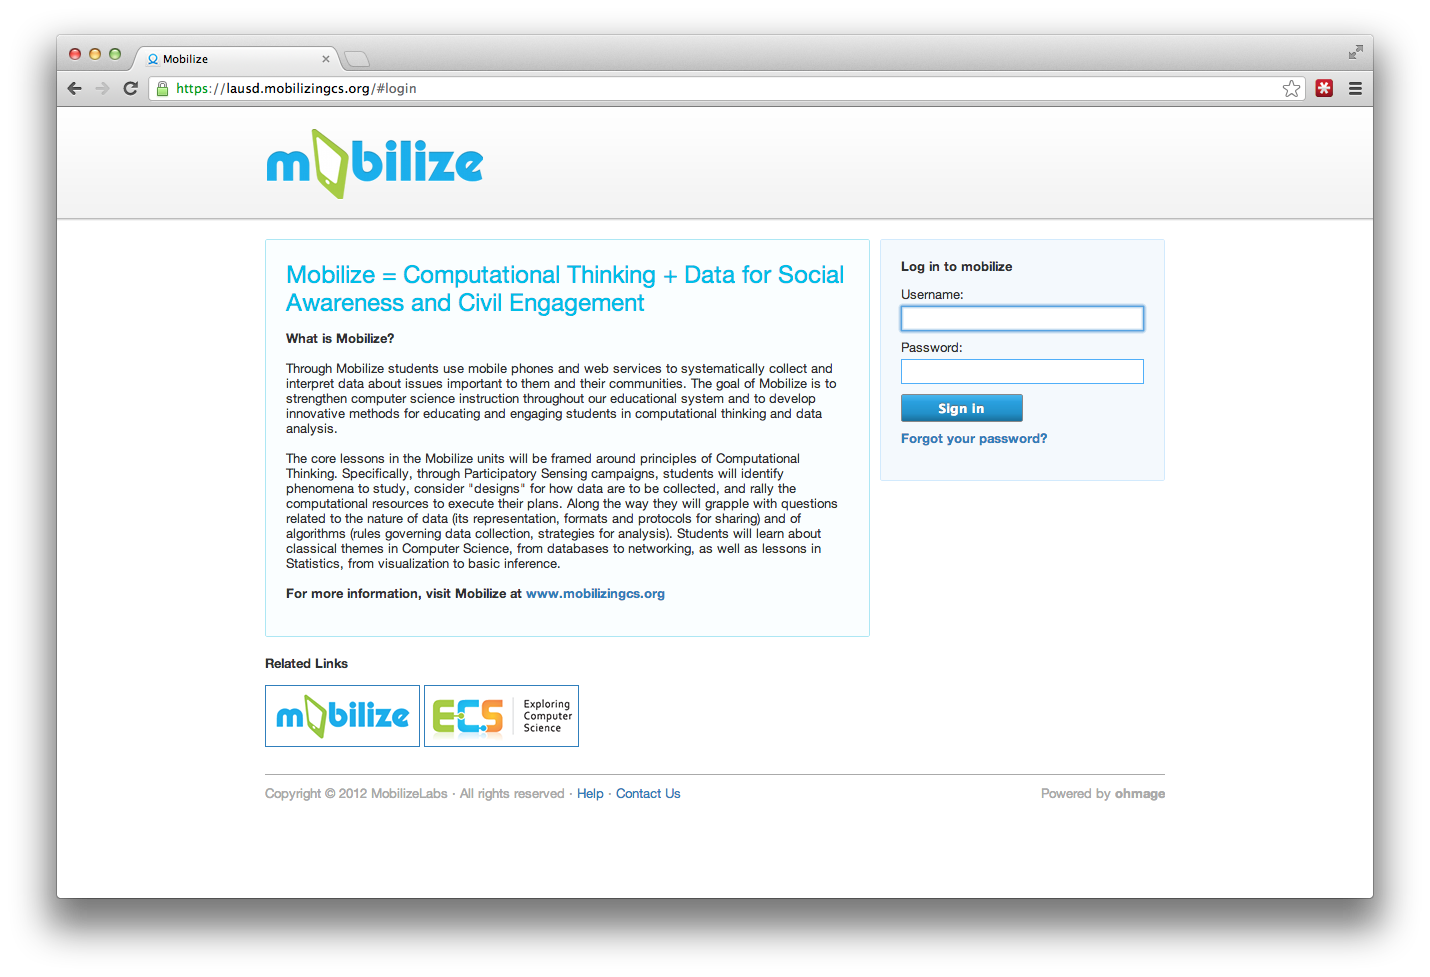 Mobilize
https://lausd.mobilizingcs.org/#login
mobilize
Mobilize = Computational Thinking + Data for Social
Awareness and Civil Engagement
What is Mobilize?
Through Mobilize students use mobile phones and web services to systematically collect and
interpret data about issues important to them and their communities. The goal of Mobilize is to
strengthen computer science instruction throughout our educational system and to develop
innovative methods for educating and engaging students in computational thinking and data
analysis.
The core lessons in the Mobilize units will be framed around principles of Computational
Thinking. Specifically, through Participatory Sensing campaigns, students will identify
phenomena to study, consider "designs" for how data are to be collected, and rally the
computational resources to execute their plans. Along the way they will grapple with questions
related to the nature of data (its representation, formats and protocols for sharing) and of
algorithms (rules governing data collection, strategies for analysis). Students will learn about
classical themes in Computer Science, from databases to networking, as well as lessons in
Statistics, from visualization to basic inference.
For more information, visit Mobilize at www.mobilizingcs.org
Log in to mobilize
Username:
Password:
Sign In
Forgot your password?
Related Links
mobilize
ECS
Exploring
Computer
Science
Copyright © 2012 MobilizeLabs · All rights reserved · Help · Contact Us
Powered by ohmage